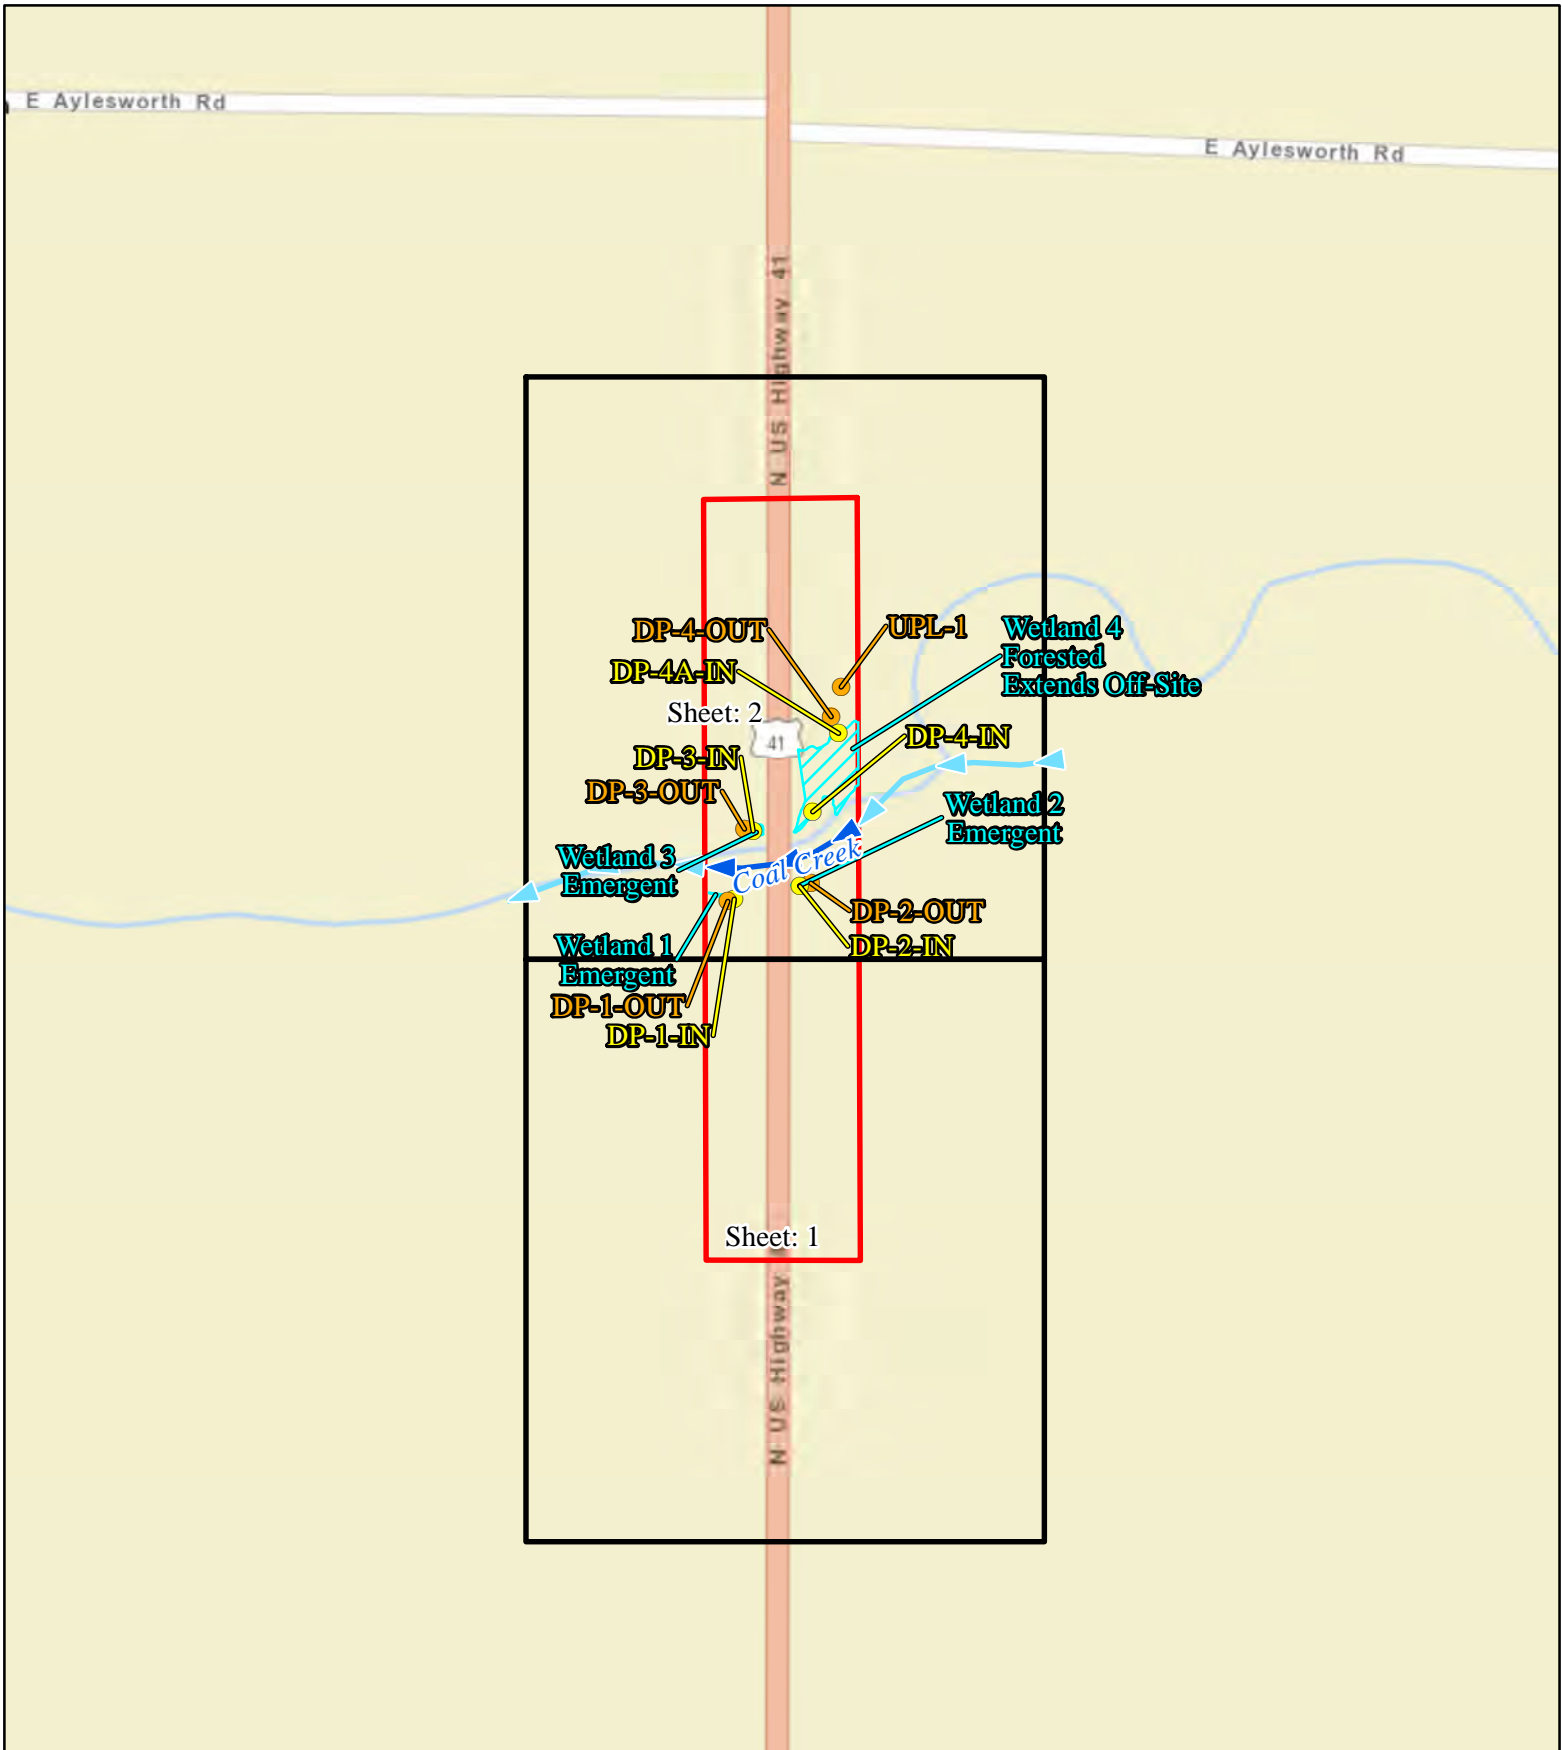 E Aylesworth Rd
E Aylesworth Rd
N US Highway 41
DP-4-OUT
UPL-1
Wetland 4
Forested
Extends Off-Site
DP-4A-IN
Sheet: 2
41
DP-4-IN
DP-3-IN
DP-3-OUT
Wetland 2
Emergent
Wetland 3
Emergent
Coal Creek
DP-2-OUT
DP-2-IN
Wetland 1
Emergent
DP-1-OUT
DP-1-IN
Sheet: 1
N US Highway